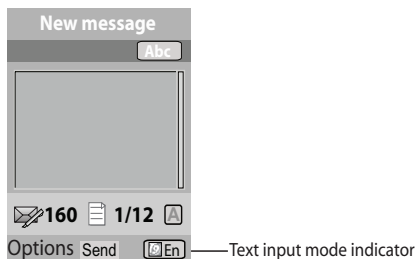 New message
Abc
160 1/12 A
Options Send En Text input mode indicator